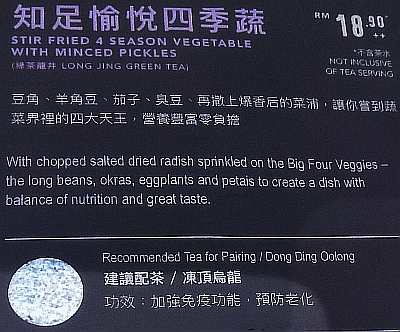 知足愉悅四季蔬
STIR FRIED 4 SEASON VEGETABLE
WITH MINCED PICKLES
(綠茶龍井 LONG JING GREEN TEA)
RM 18.90 ++
*不含茶水
NOT INCLUSIVE
OF TEA SERVING
豆角、羊角豆、茄子、臭豆、再撒上爆香后的菜浦，讓你嘗到蔬
菜界裡的四大天王，營養豐富零負擔
With chopped salted dried radish sprinkled on the Big Four Veggies –
the long beans, okras, eggplants and petais to create a dish with
balance of nutrition and great taste.
Recommended Tea for Pairing / Dong Ding Oolong
建議配茶 / 凍頂烏龍
功效：加強免疫功能，預防老化